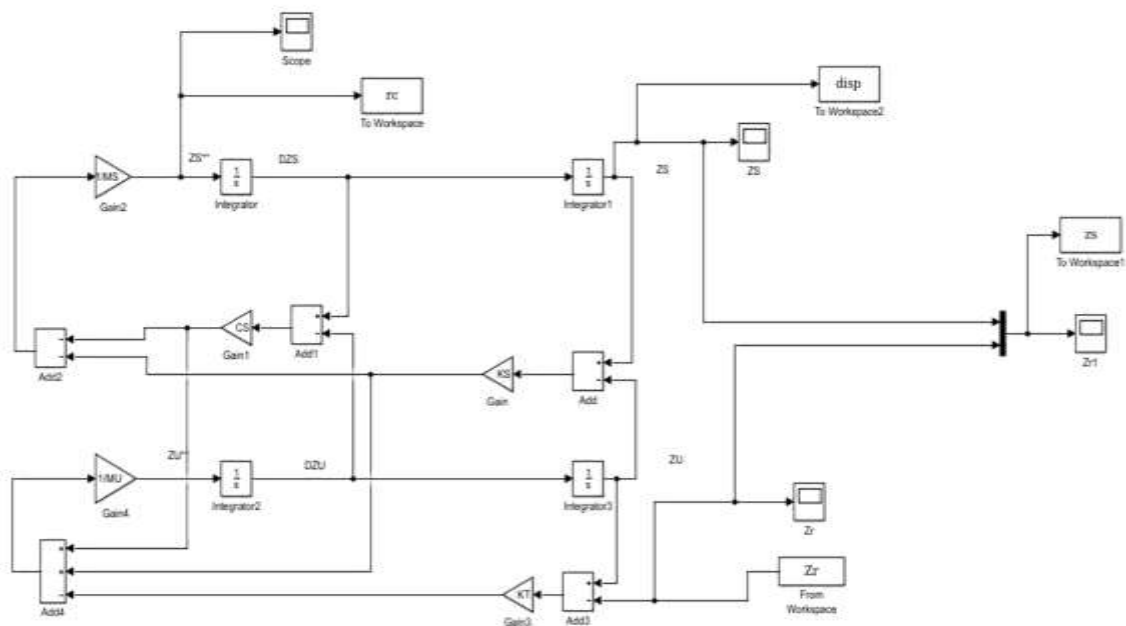 Scope
rc
To Workspace
disp
To Workspace2
ZS''
DZS
ZS
ZS
1/MS
1
s
1
s
Gain2
Integrator
Integrator1
zs
To Workspace1
+
-
CS
Gain1
Add1
-
-
Add2
Zr1
KS
Gain
+
-
Add
ZU''
DZU
ZU
1/MU
1
s
1
s
Gain4
Integrator2
Integrator3
Zr
+
+
-
Add4
KT
Gain3
+
-
Add3
Zr
From
Workspace